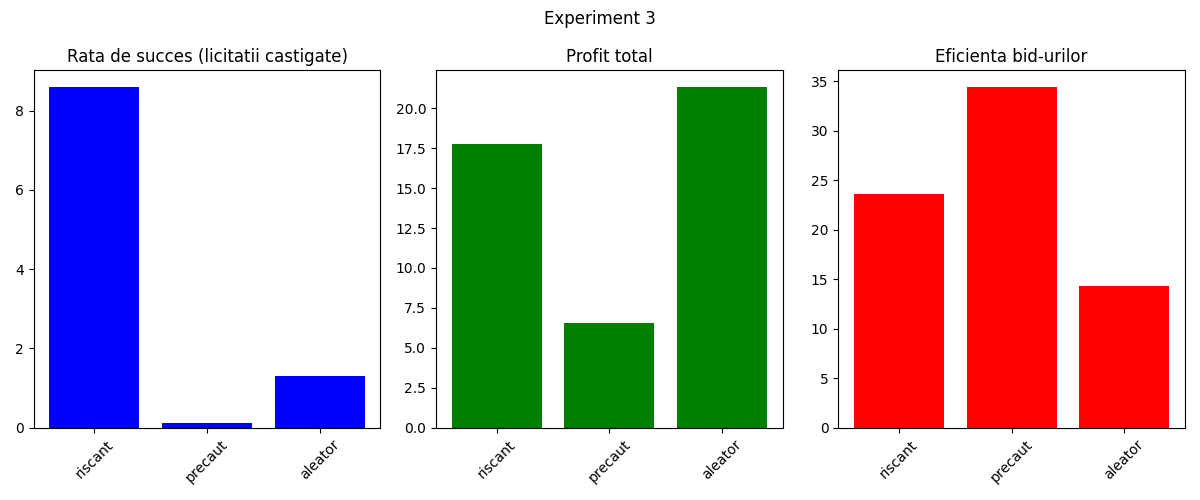 Experiment 3
Rata de succes (licitatii castigate)
8
6
4
2
0
riscant
precaut
aleator
Profit total
20.0
17.5
15.0
12.5
10.0
7.5
5.0
2.5
0.0
riscant
precaut
aleator
Eficienta bid-urilor
35
30
25
20
15
10
5
0
riscant
precaut
aleator